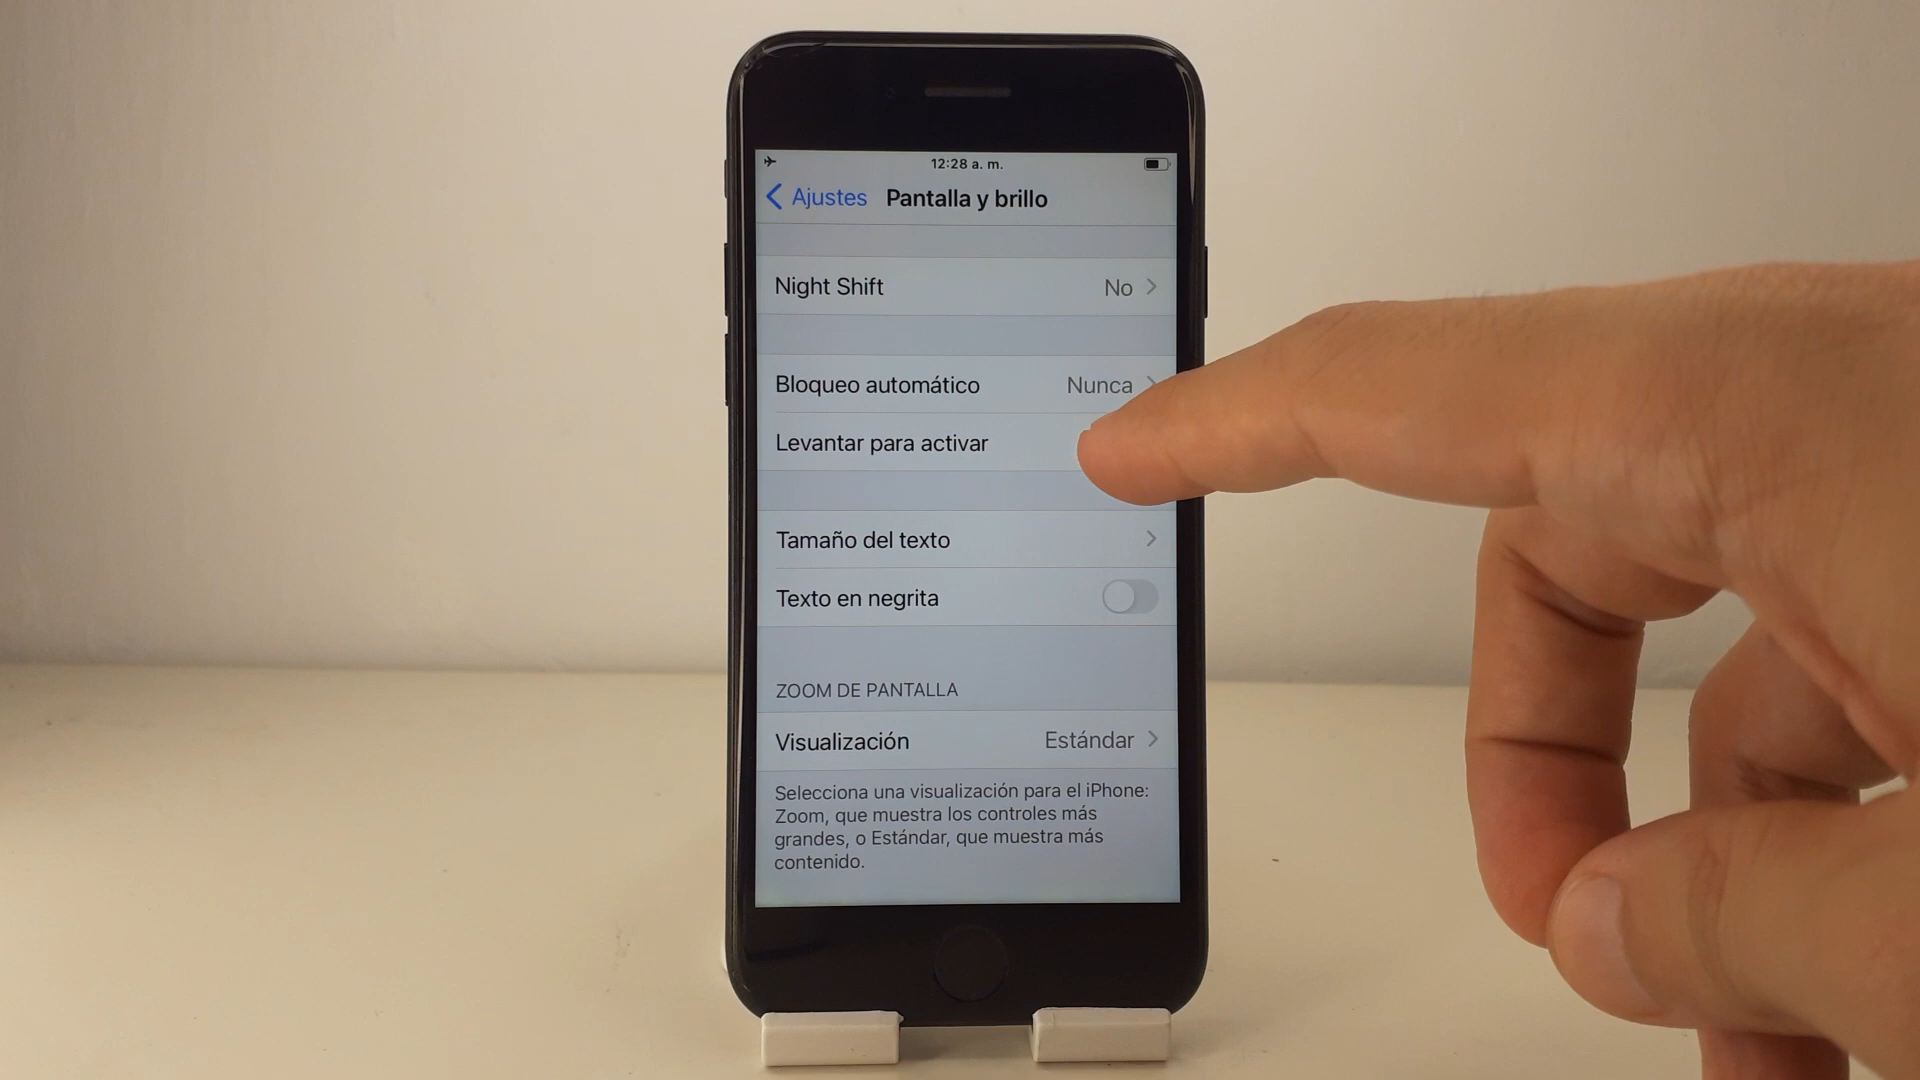 12:28 a. m.
Ajustes Pantalla y brillo
Night Shift No
Bloqueo automático Nunca
Levantar para activar
Tamaño del texto
Texto en negrita
ZOOM DE PANTALLA
Visualización Estándar
Selecciona una visualización para el iPhone:
Zoom, que muestra los controles más
grandes, o Estándar, que muestra más
contenido.